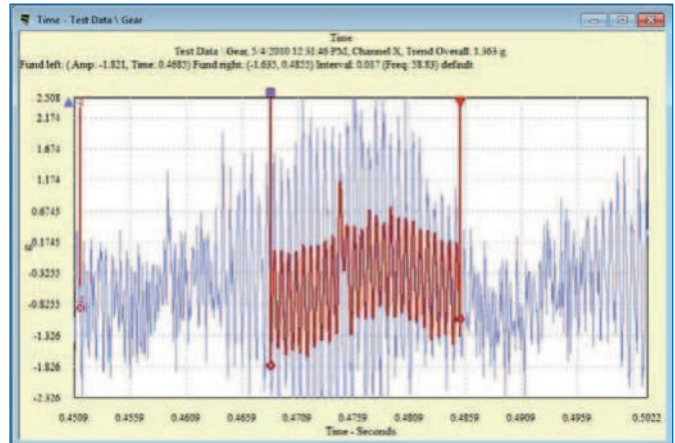 Time - Test Data \ Gear
Time
Test Data \ Gear, 5/4/2010 12:31:46 PM, Channel X, Trend Overall: 1.363 g
Fund left: ( Amp: -1.821, Time: 0.4685) Fund right: (-1.635, 0.4855) Interval: 0.017 (Freq: 58.83) default
2.508
2.174
1.674
1.174
0.6745
0.1745
-0.3255
-0.8255
-1.326
-1.826
-2.326
g
0.4509 0.4559 0.4609 0.4659 0.4709 0.4759 0.4809 0.4859 0.4909 0.4959 0.5022
Time - Seconds